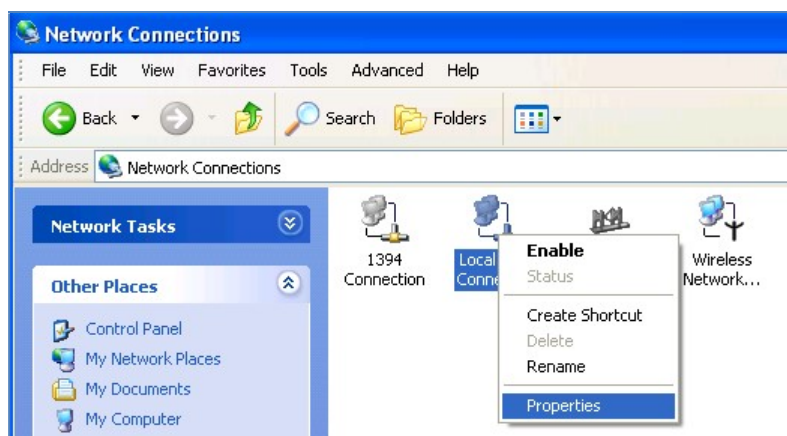 Network Connections
File Edit View Favorites Tools Advanced Help
Back Search Folders
Address Network Connections
Network Tasks
Other Places
Control Panel
My Network Places
My Documents
My Computer
1394
Connection
Local
Conne
Wireless
Network...
Enable
Status
Create Shortcut
Delete
Rename
Properties